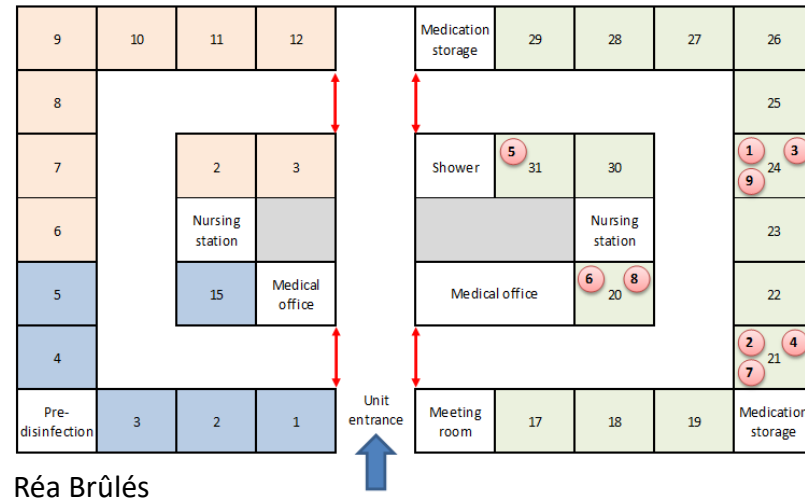 9
10
11
12
Medication
storage
29
28
27
26
8
25
7
2
3
Shower
5
31
30
1
3
9
24
6
Nursing
station
Nursing
station
23
5
15
Medical
office
Medical office
6
8
20
22
4
2
4
7
21
Pre-
disinfection
3
2
1
Unit
entrance
Meeting
room
17
18
19
Medication
storage
Réa Brûlés